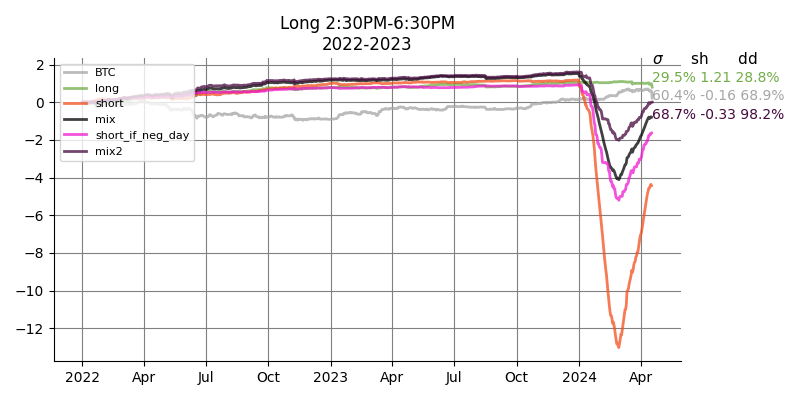 Long 2:30PM-6:30PM
2022-2023
σ sh dd
29.5% 1.21 28.8%
60.4% -0.16 68.9%
68.7% -0.33 98.2%
BTC
long
short
mix
short_if_neg_day
mix2
2
0
−2
−4
−6
−8
−10
−12
2022 Apr Jul Oct 2023 Apr Jul Oct 2024 Apr